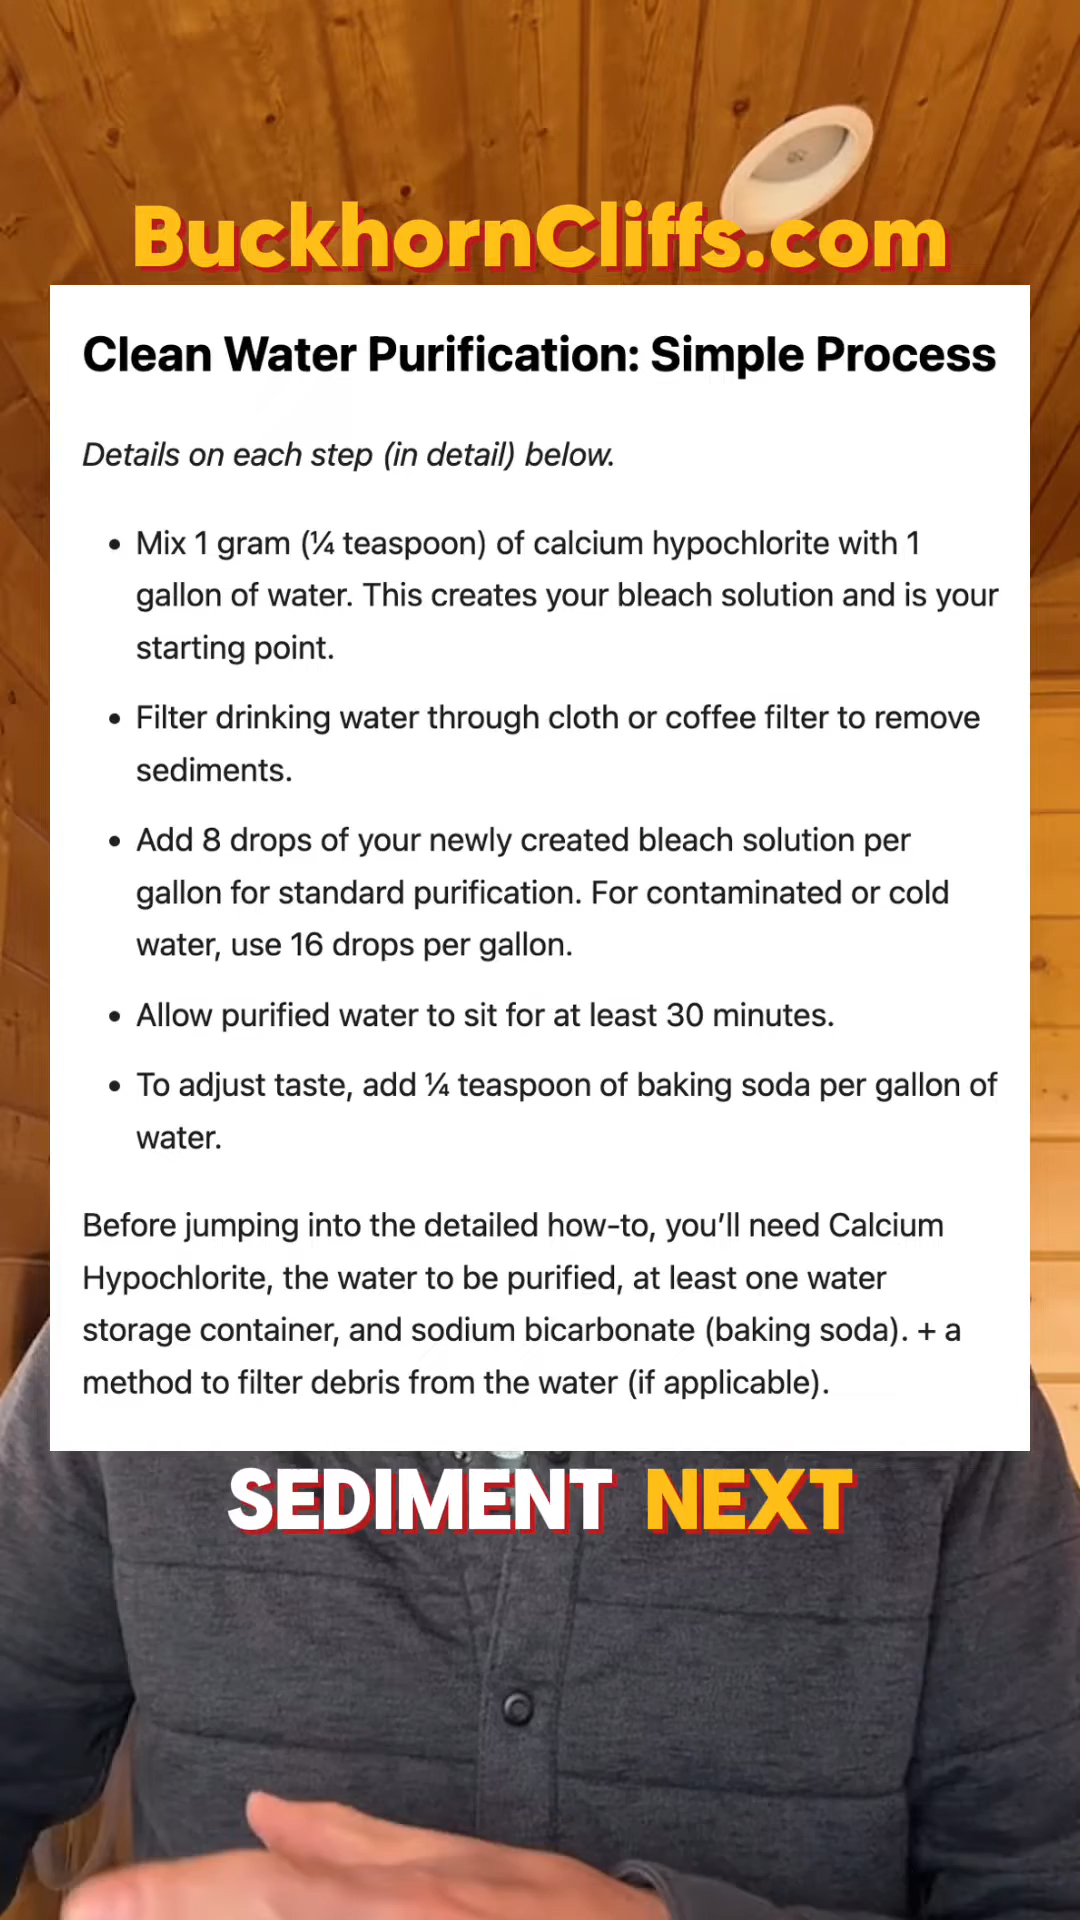 BuckhornCliffs.com
Clean Water Purification: Simple Process
Details on each step (in detail) below.
• Mix 1 gram (¼ teaspoon) of calcium hypochlorite with 1
gallon of water. This creates your bleach solution and is your
starting point.
• Filter drinking water through cloth or coffee filter to remove
sediments.
• Add 8 drops of your newly created bleach solution per
gallon for standard purification. For contaminated or cold
water, use 16 drops per gallon.
• Allow purified water to sit for at least 30 minutes.
• To adjust taste, add ¼ teaspoon of baking soda per gallon of
water.
Before jumping into the detailed how-to, you’ll need Calcium
Hypochlorite, the water to be purified, at least one water
storage container, and sodium bicarbonate (baking soda). + a
method to filter debris from the water (if applicable).
SEDIMENT NEXT